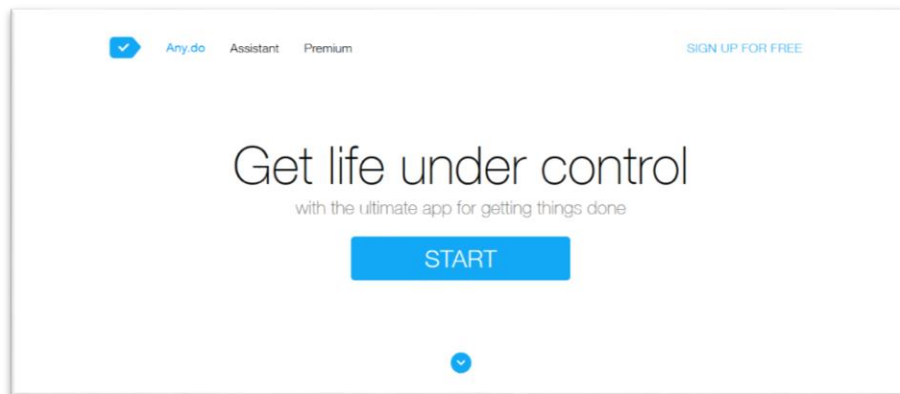 Any.do Assistant Premium SIGN UP FOR FREE
Get life under control
with the ultimate app for getting things done
START